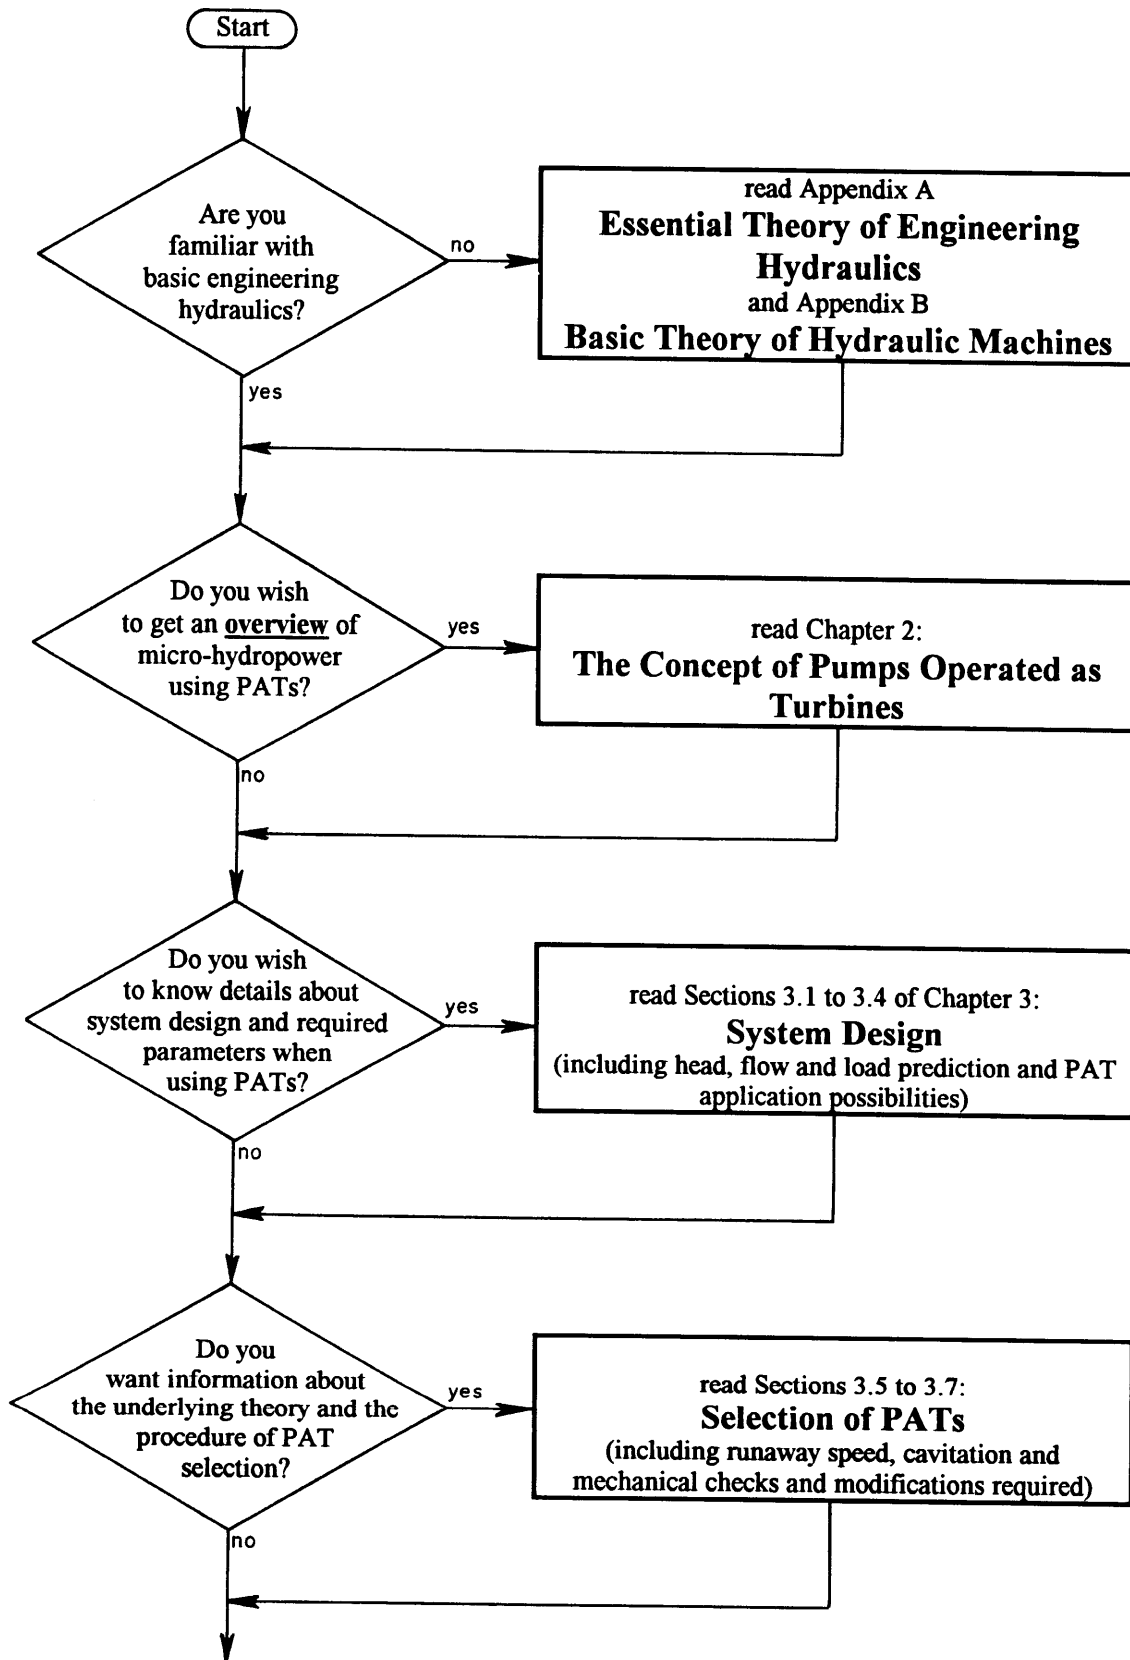 Start
Are you
familiar with
basic engineering
hydraulics?
no
read Appendix A
Essential Theory of Engineering
Hydraulics
and Appendix B
Basic Theory of Hydraulic Machines
yes
Do you wish
to get an overview of
micro-hydropower
using PATs?
yes
read Chapter 2:
The Concept of Pumps Operated as
Turbines
no
Do you wish
to know details about
system design and required
parameters when
using PATs?
yes
read Sections 3.1 to 3.4 of Chapter 3:
System Design
(including head, flow and load prediction and PAT
application possibilities)
no
Do you
want information about
the underlying theory and the
procedure of PAT
selection?
yes
read Sections 3.5 to 3.7:
Selection of PATs
(including runaway speed, cavitation and
mechanical checks and modifications required)
no